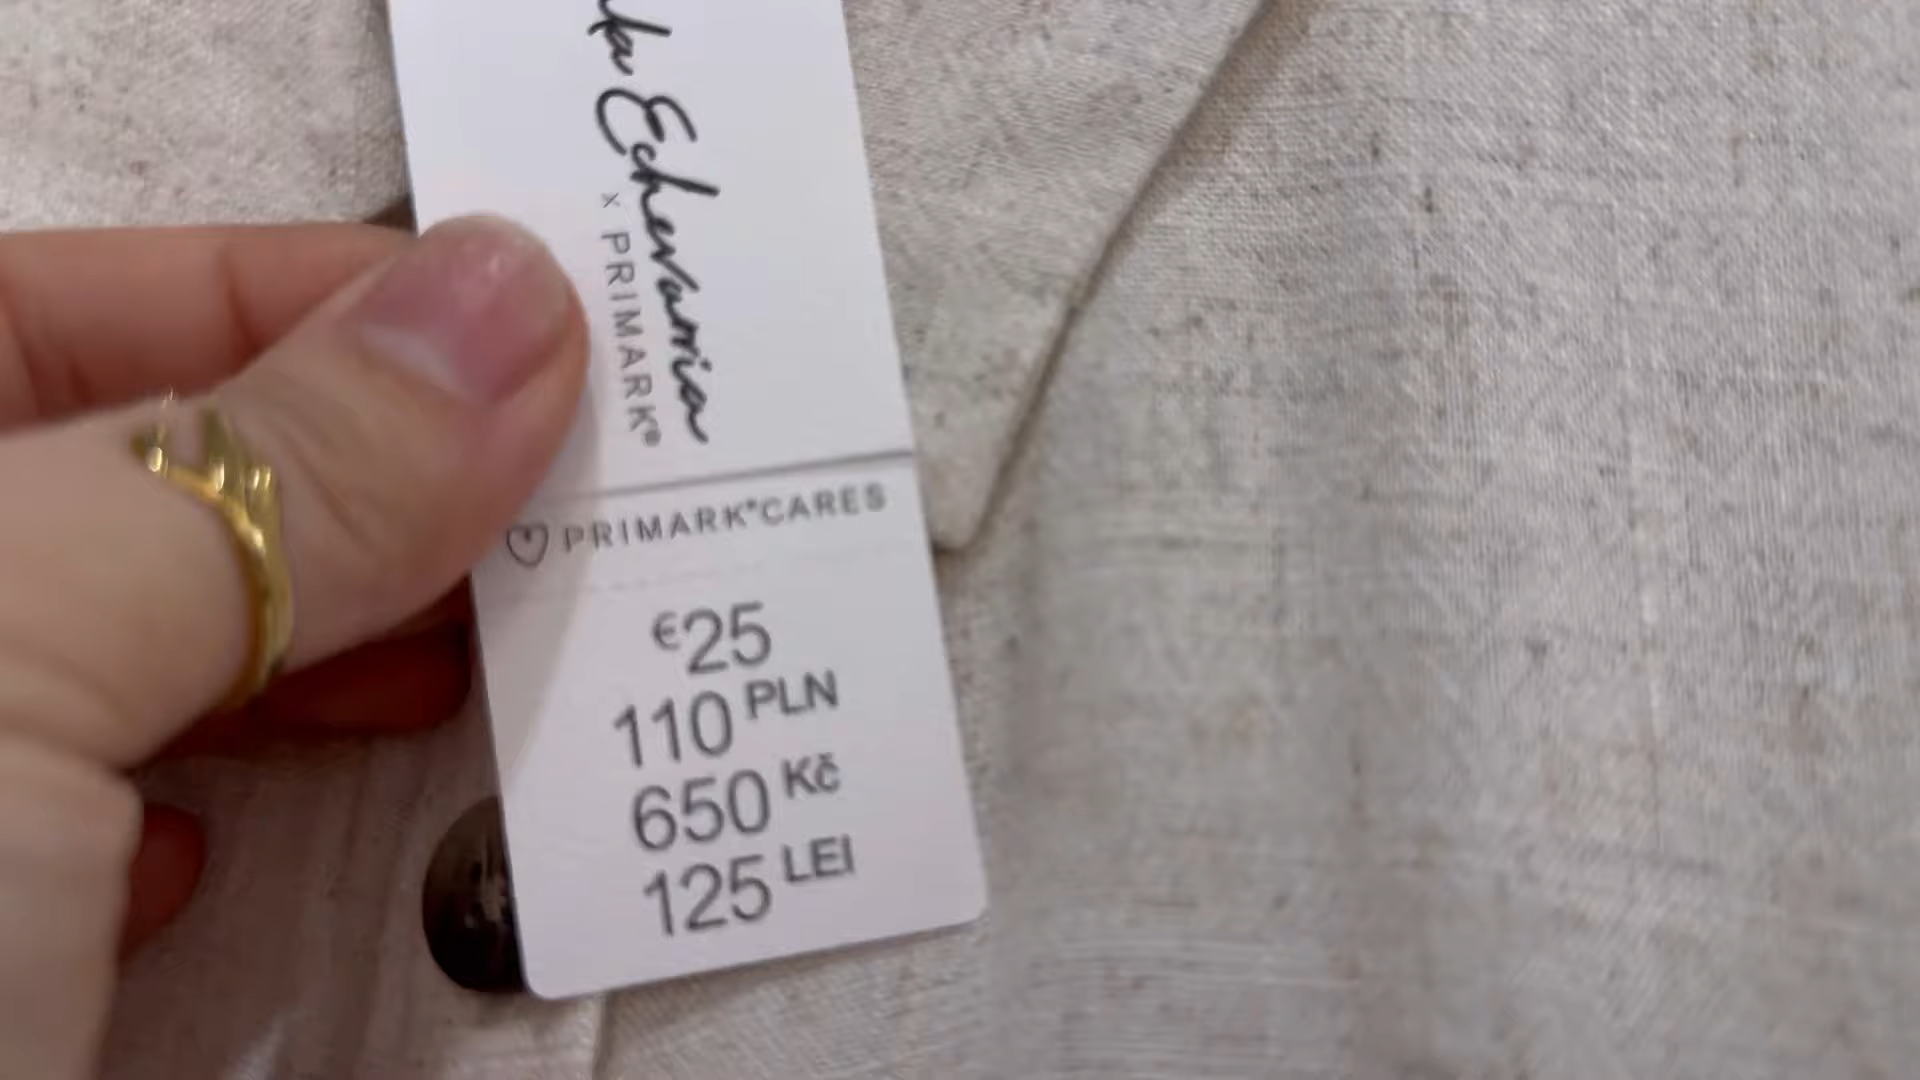 Echevarria
x PRIMARK®
PRIMARK®CARES
€25
110 PLN
650 Kč
125 LEI